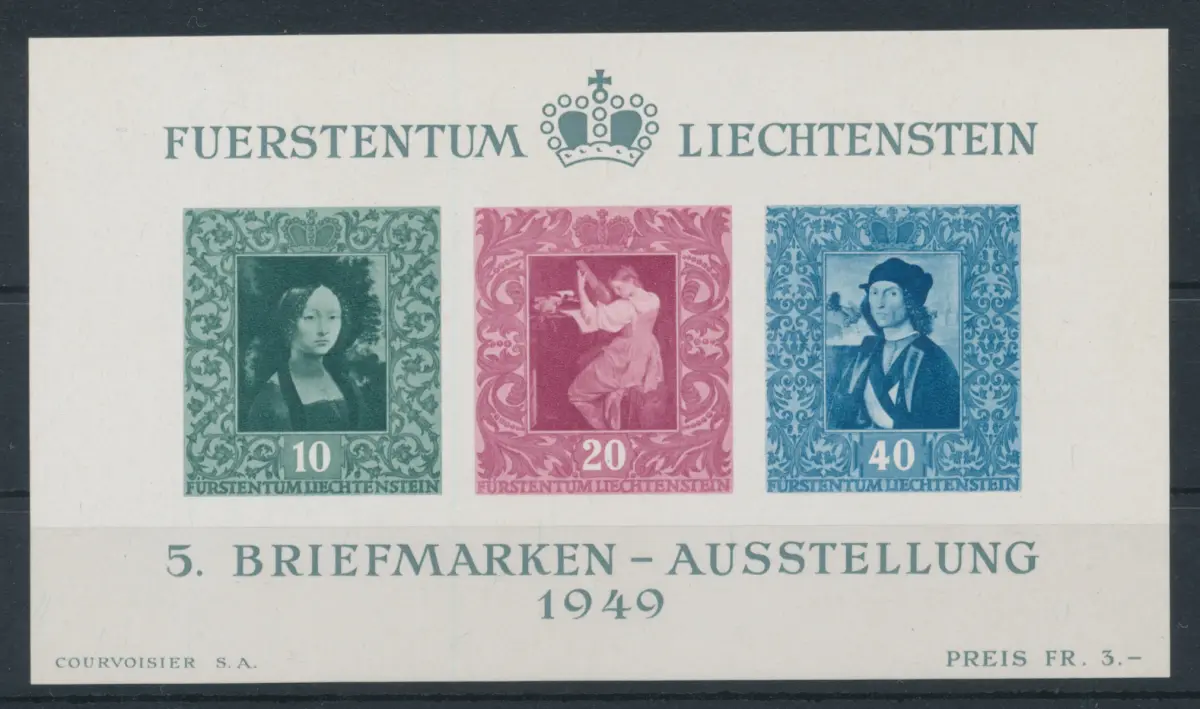 FUERSTENTUM LIECHTENSTEIN
10
FÜRSTENTUM LIECHTENSTEIN
20
FÜRSTENTUM LIECHTENSTEIN
40
FÜRSTENTUM LIECHTENSTEIN
5. BRIEFMARKEN – AUSSTELLUNG
1949
COURVOISIER S.A.
PREIS FR. 3.–